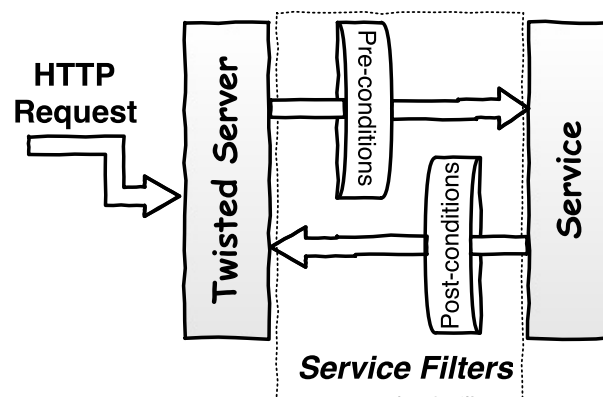 HTTP
Request
Twisted Server
Pre-conditions
Post-conditions
Service
Service Filters